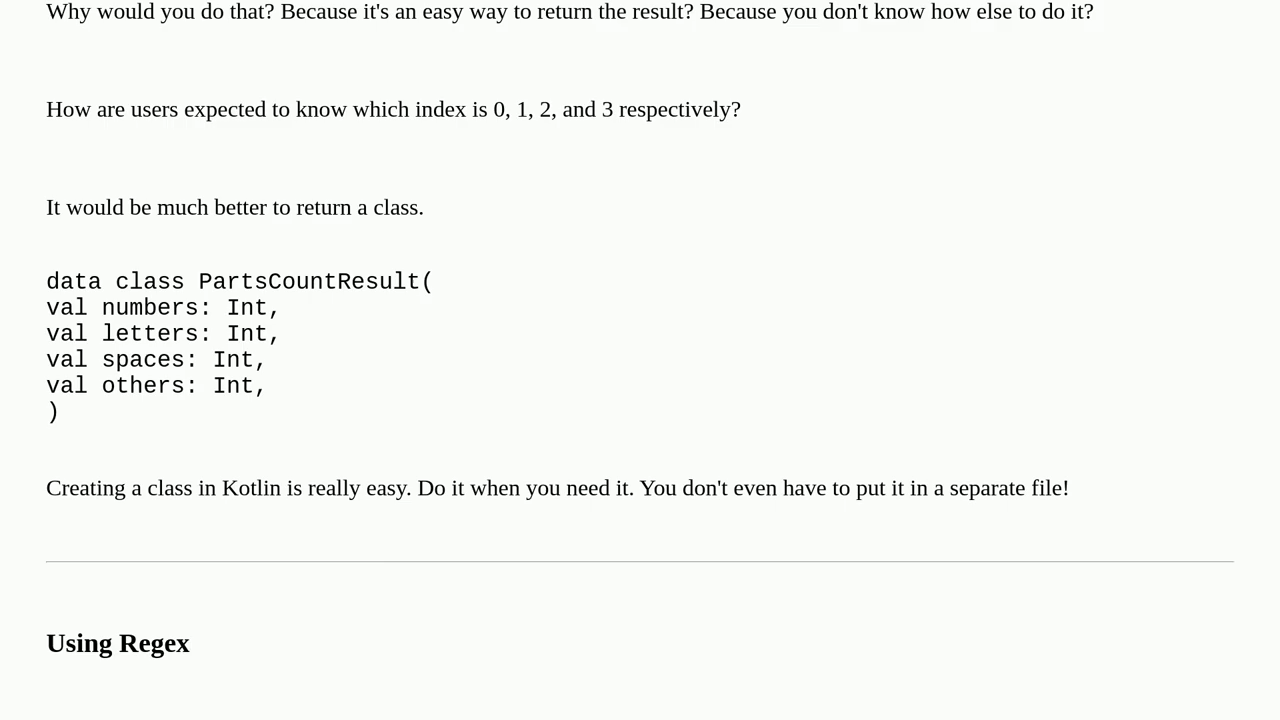 Why would you do that? Because it's an easy way to return the result? Because you don't know how else to do it?
How are users expected to know which index is 0, 1, 2, and 3 respectively?
It would be much better to return a class.
data class PartsCountResult(
val numbers: Int,
val letters: Int,
val spaces: Int,
val others: Int,
)
Creating a class in Kotlin is really easy. Do it when you need it. You don't even have to put it in a separate file!
Using Regex